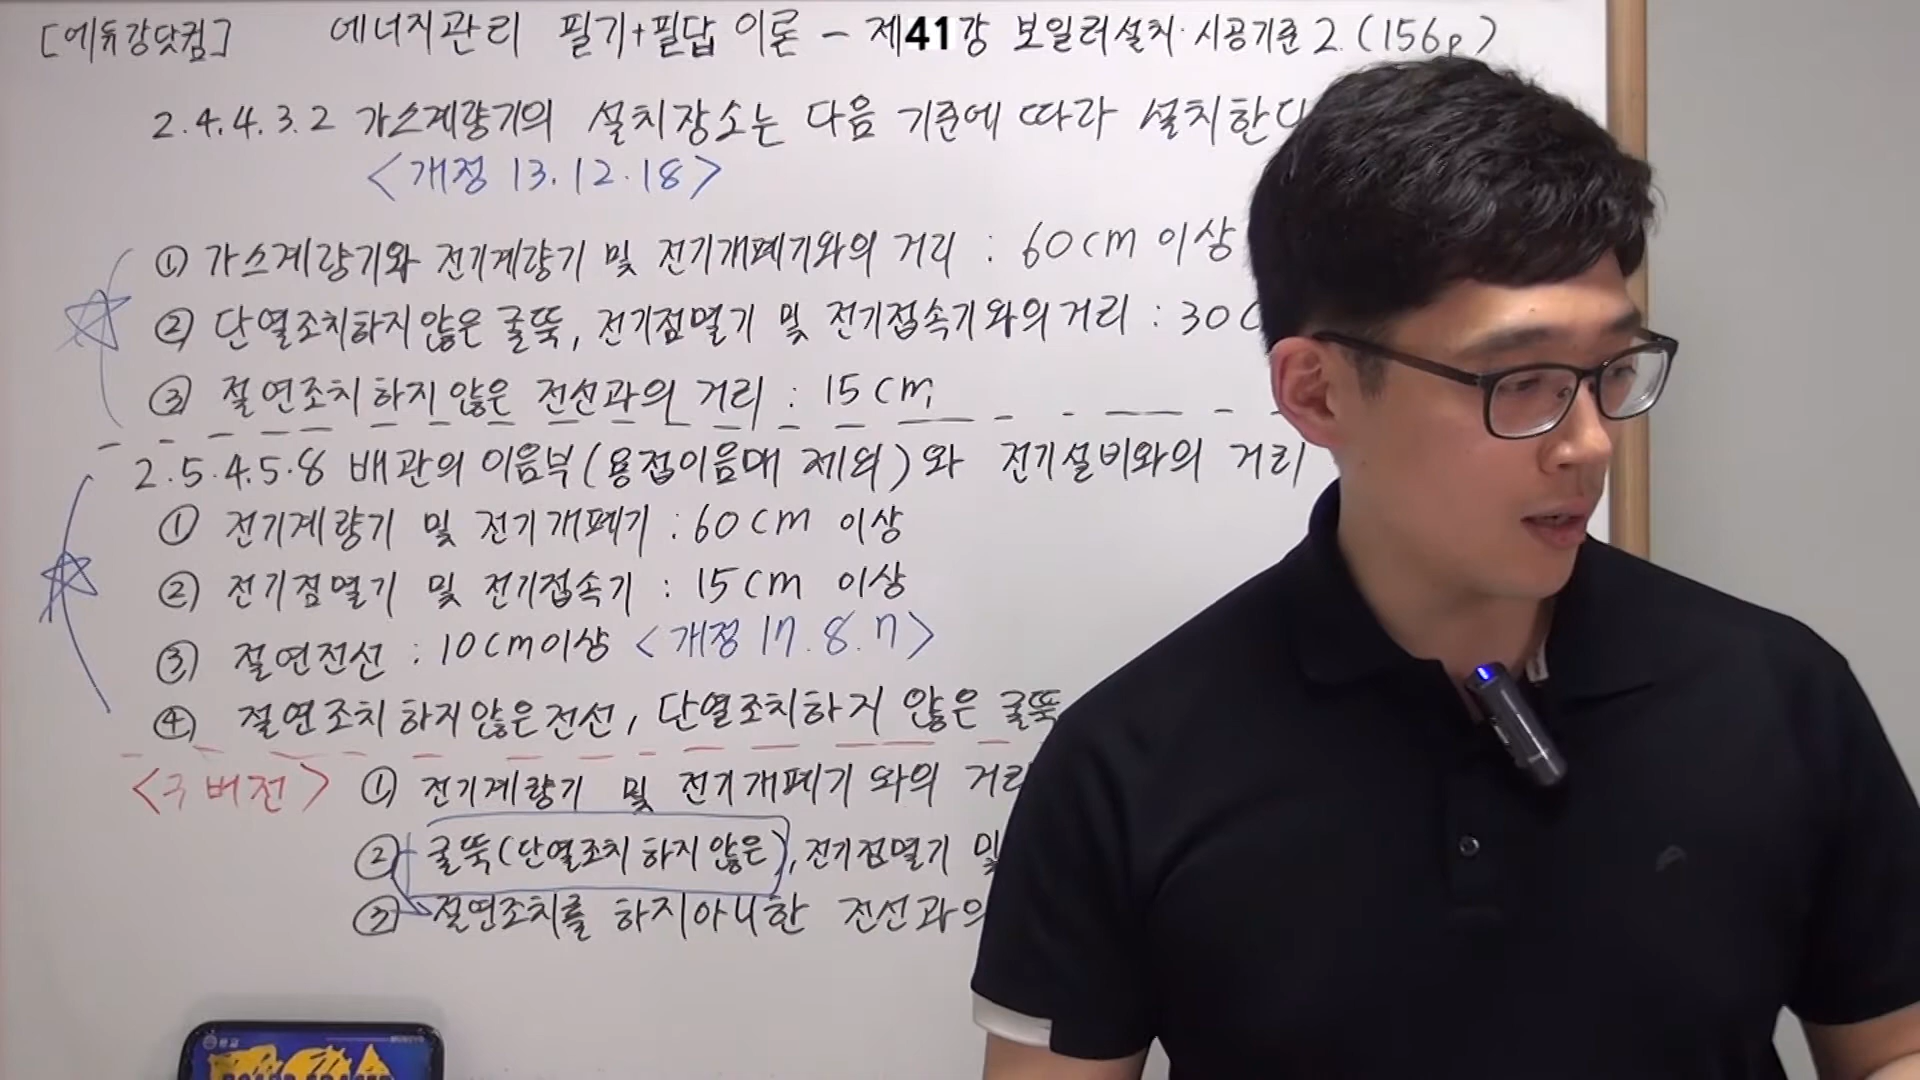 [에듀강닷컴] 에너지관리 필기+필답 이론 - 제41강 보일러설치·시공기준 2 (156p)
2.4.4.3.2 가스계량기의 설치장소는 다음 기준에 따라 설치한다
<개정 13.12.18>
① 가스계량기와 전기계량기 및 전기개폐기와의 거리 : 60cm 이상
② 단열조치하지않은 굴뚝, 전기점멸기 및 전기접속기와의거리 : 30c
③ 절연조치하지않은 전선과의 거리 : 15cm
2.5.4.5.8 배관의 이음부(용접이음매 제외)와 전기설비와의 거리
① 전기계량기 및 전기개폐기 : 60cm 이상
② 전기점멸기 및 전기접속기 : 15cm 이상
③ 절연전선 : 10cm이상 <개정 17.8.7>
④ 절연조치하지않은전선, 단열조치하지 않은 굴뚝
<구버전> ① 전기계량기 및 전기개폐기와의 거리
② 굴뚝(단열조치 하지않은), 전기점멸기 및
③ 절연조치를 하지아니한 전선과의